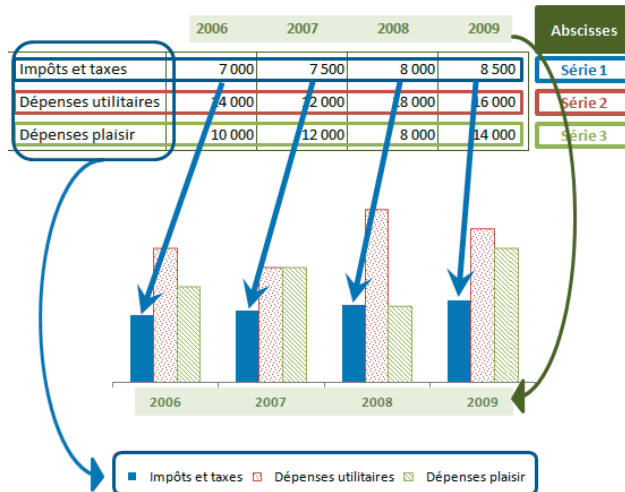 2006 2007 2008 2009 Abscisses
Impôts et taxes 7 000 7 500 8 000 8 500 Série 1
Dépenses utilitaires 14 000 12 000 18 000 16 000 Série 2
Dépenses plaisir 10 000 12 000 8 000 14 000 Série 3
2006 2007 2008 2009
Impôts et taxes Dépenses utilitaires Dépenses plaisir